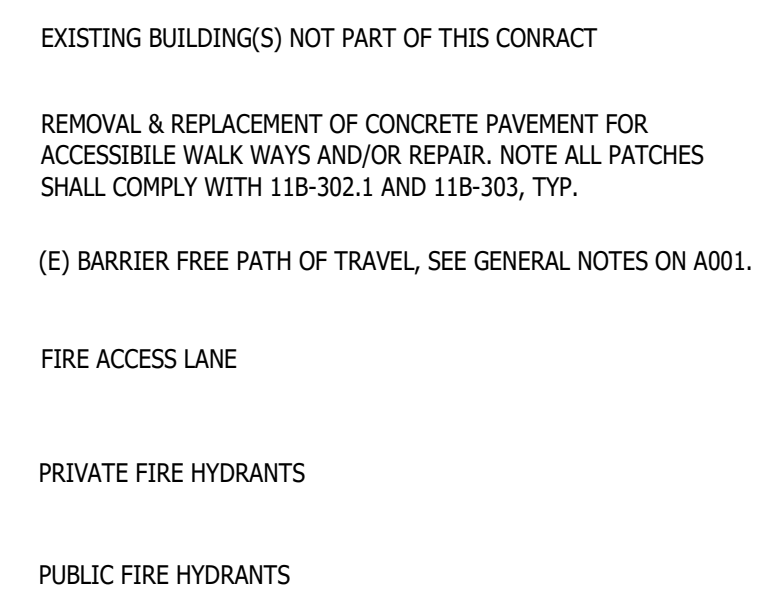 EXISTING BUILDING(S) NOT PART OF THIS CONRACT
REMOVAL & REPLACEMENT OF CONCRETE PAVEMENT FOR
ACCESSIBILE WALK WAYS AND/OR REPAIR. NOTE ALL PATCHES
SHALL COMPLY WITH 11B-302.1 AND 11B-303, TYP.
(E) BARRIER FREE PATH OF TRAVEL, SEE GENERAL NOTES ON A001.
FIRE ACCESS LANE
PRIVATE FIRE HYDRANTS
PUBLIC FIRE HYDRANTS